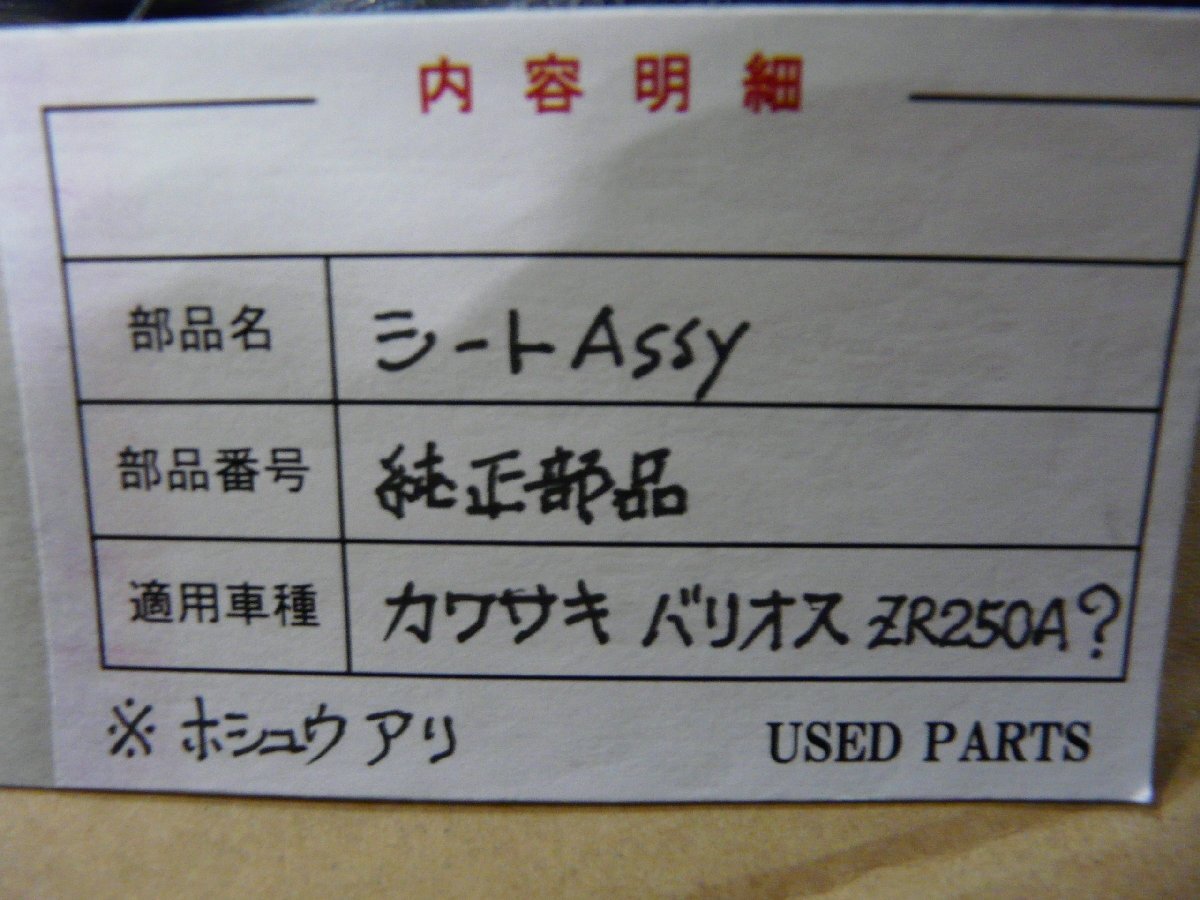 内容明細
部品名 シートAssy
部品番号 純正部品
適用車種 カワサキ バリオス ZR250A?
※ ホシュウ アリ USED PARTS